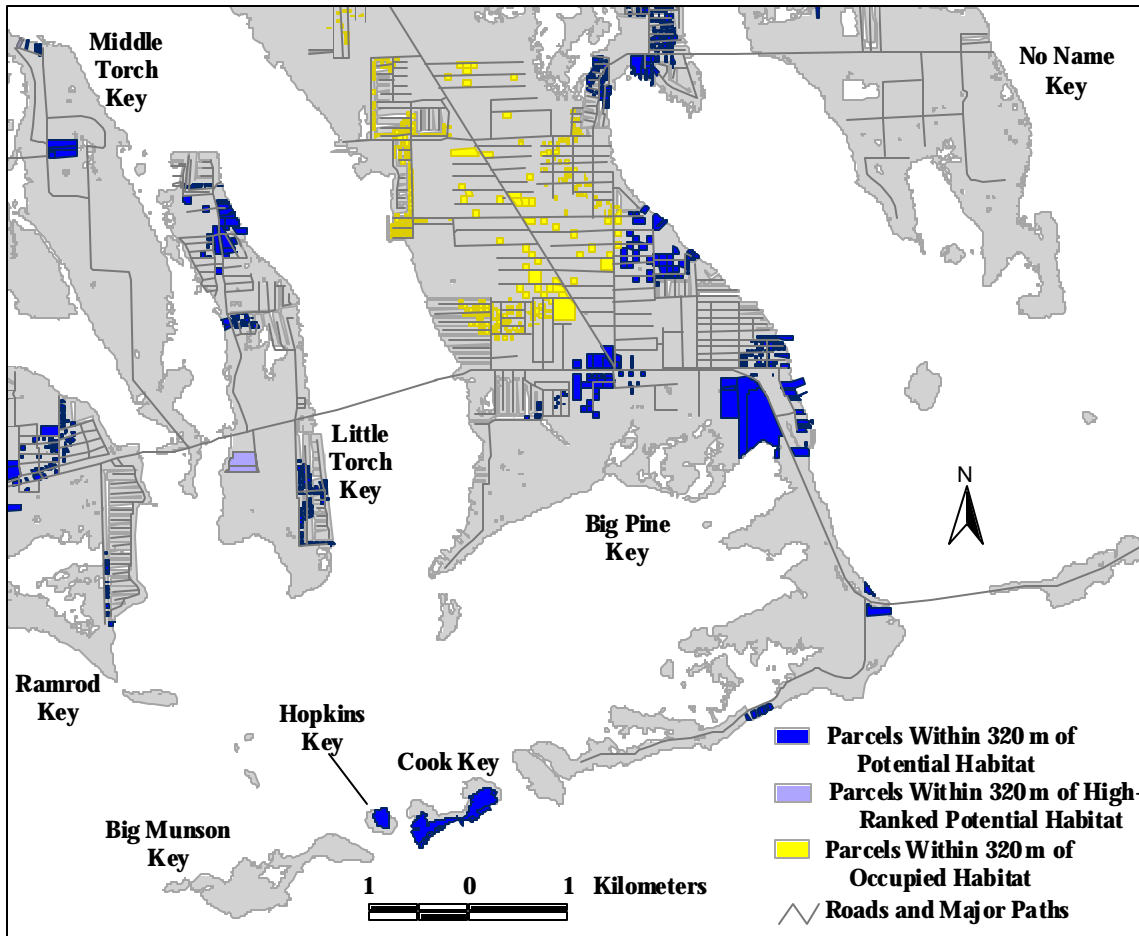 Middle
Torch
Key
No Name
Key
Little
Torch
Key
Big Pine
Key
N
Ramrod
Key
Hopkins
Key
Cook Key
Big Munson
Key
1 0 1 Kilometers
Parcels Within 320 m of
Potential Habitat
Parcels Within 320 m of High-
Ranked Potential Habitat
Parcels Within 320 m of
Occupied Habitat
Roads and Major Paths